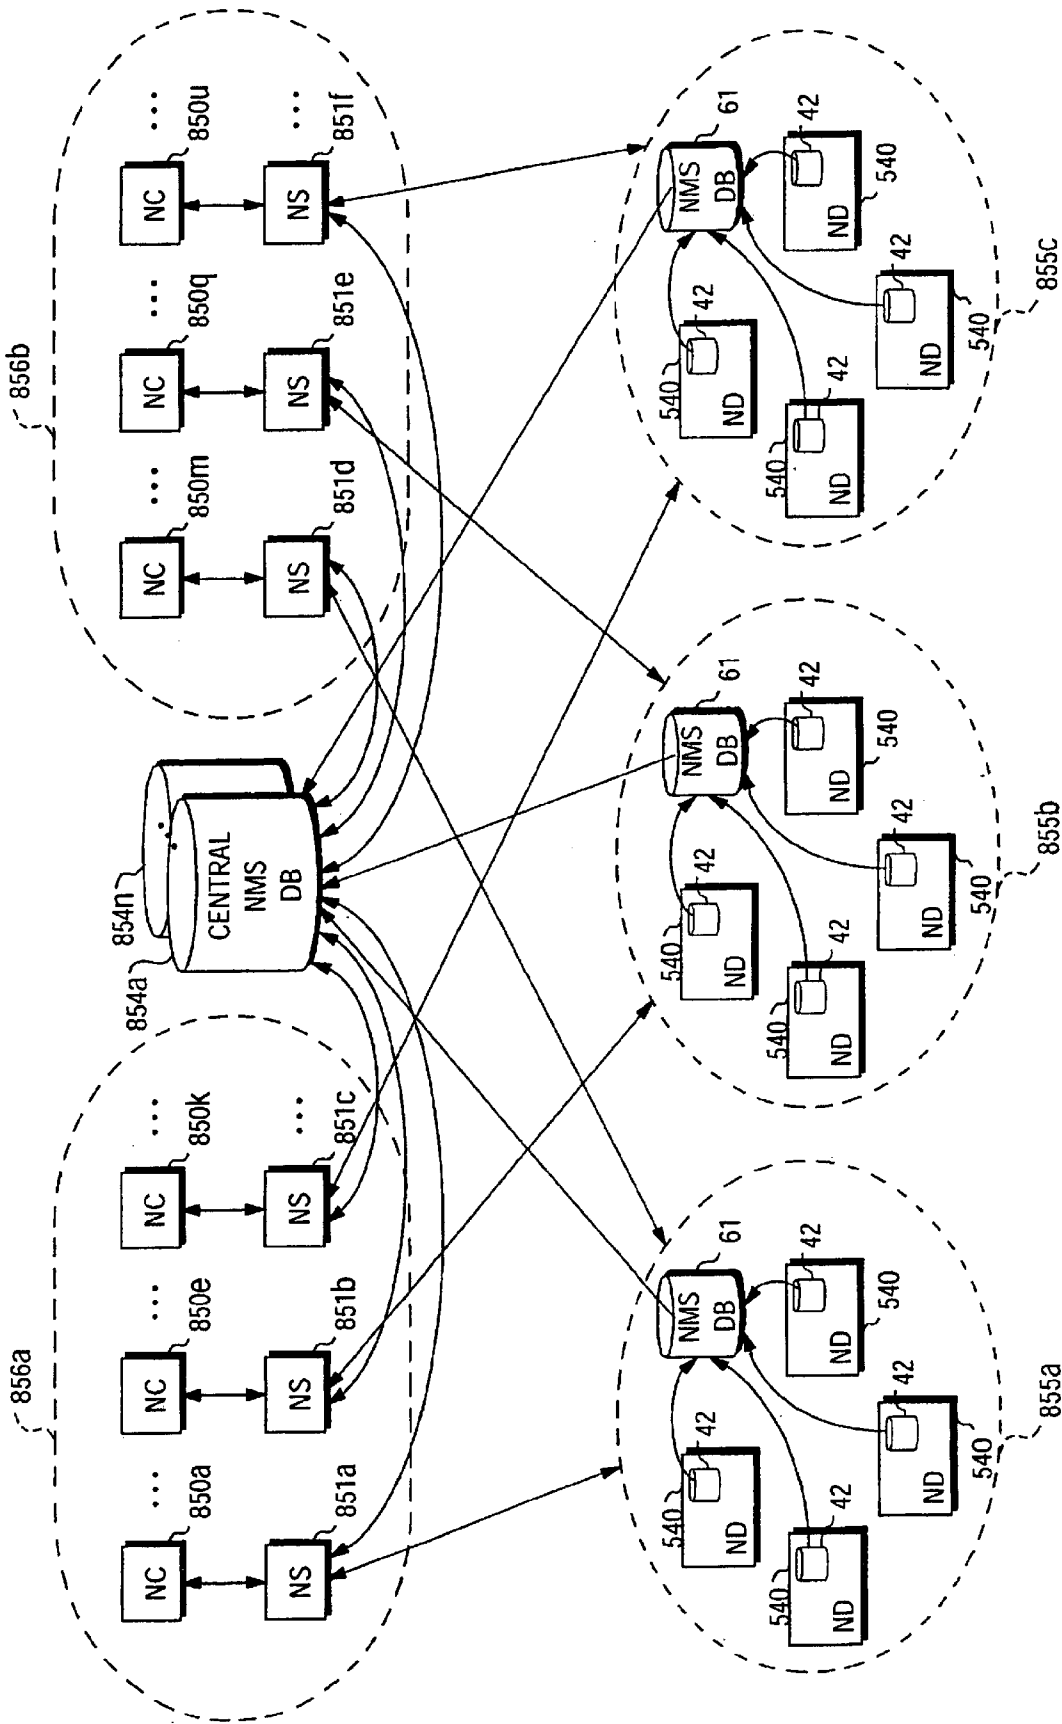 856a
850a
...
850e
...
850k
...
NC
NC
NC
851a
851b
851c
...
NS
NS
NS
854a
854n
CENTRAL
NMS
DB
856b
850m
...
850q
...
850u
...
NC
NC
NC
851d
851e
851f
...
NS
NS
NS
61
NMS
DB
42
540
ND
42
540
ND
42
540
ND
42
540
ND
855a
61
NMS
DB
42
540
ND
42
540
ND
42
540
ND
42
540
ND
855b
61
NMS
DB
42
540
ND
42
540
ND
42
540
ND
42
540
ND
855c